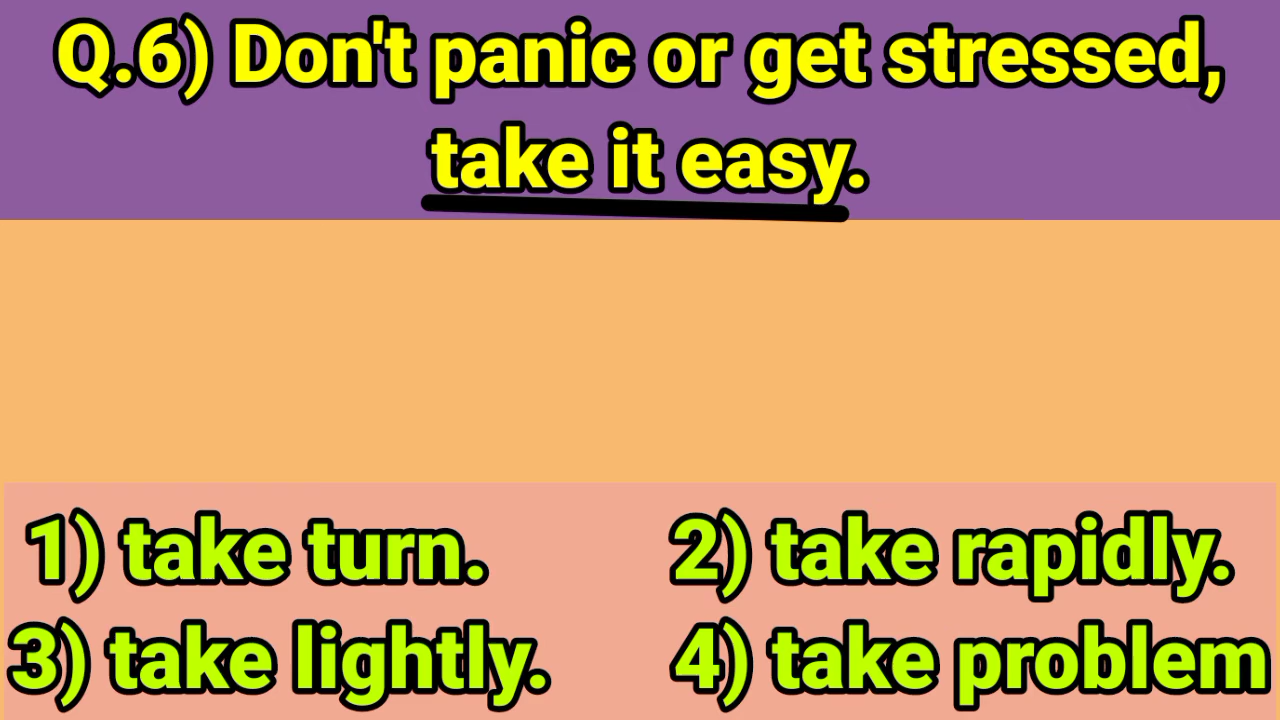 Q.6) Don't panic or get stressed,
take it easy.
1) take turn. 2) take rapidly.
3) take lightly. 4) take problem